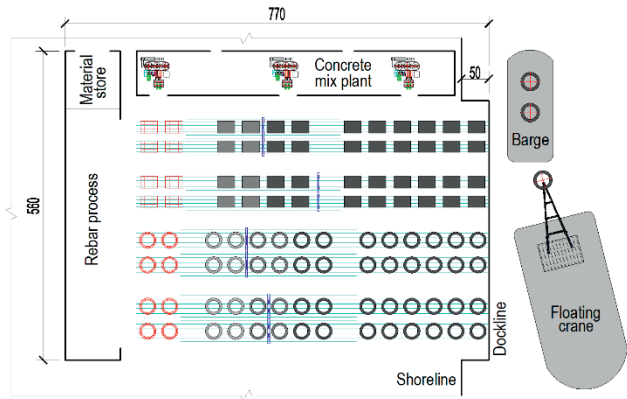 770
560
50
Material
store
Concrete
mix plant
Barge
Rebar process
Floating
crane
Dockline
Shoreline